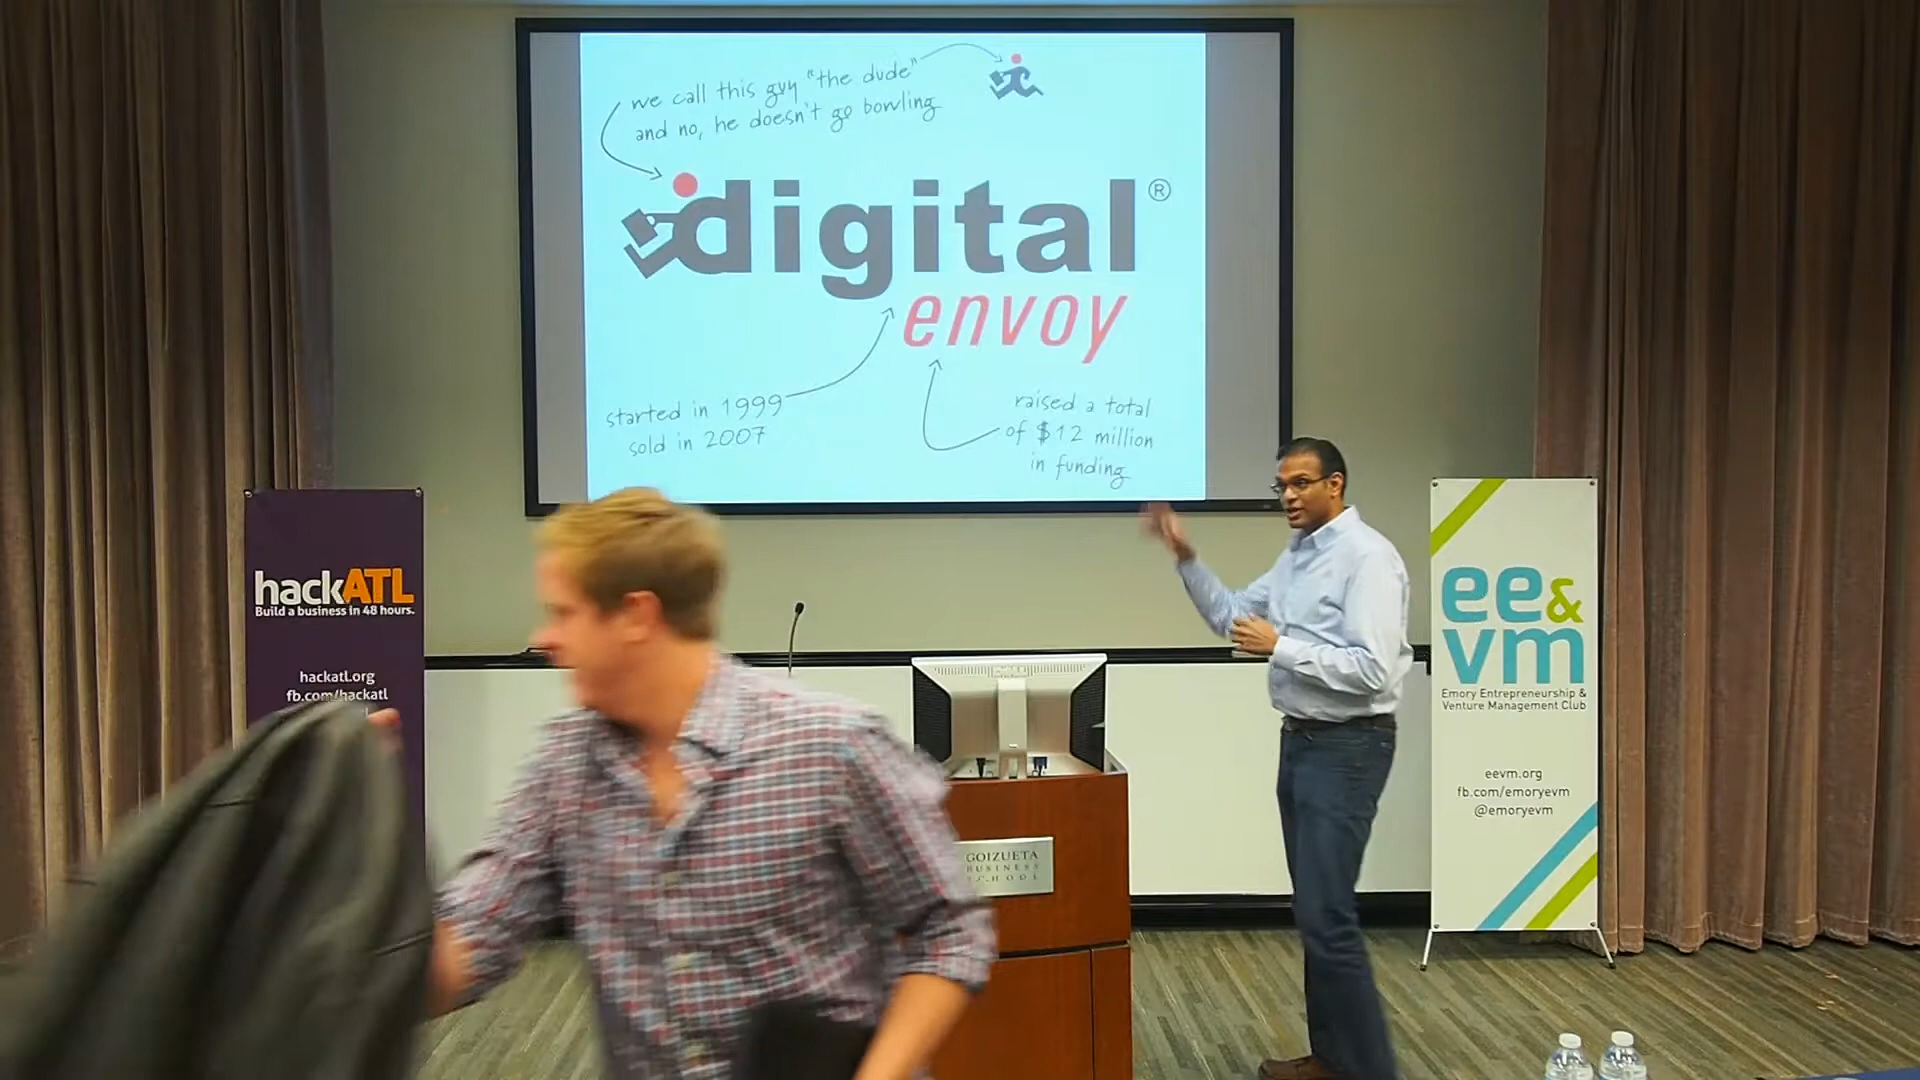 we call this guy "the dude"
and no, he doesn't go bowling
digital®
envoy
started in 1999
sold in 2007
raised a total
of $12 million
in funding
hackATL
Build a business in 48 hours.
hackatl.org
fb.com/hackatl
GOIZUETA
BUSINESS
SCHOOL
ee&
vm
Emory Entrepreneurship &
Venture Management Club
eevm.org
fb.com/emoryevm
@emoryevm